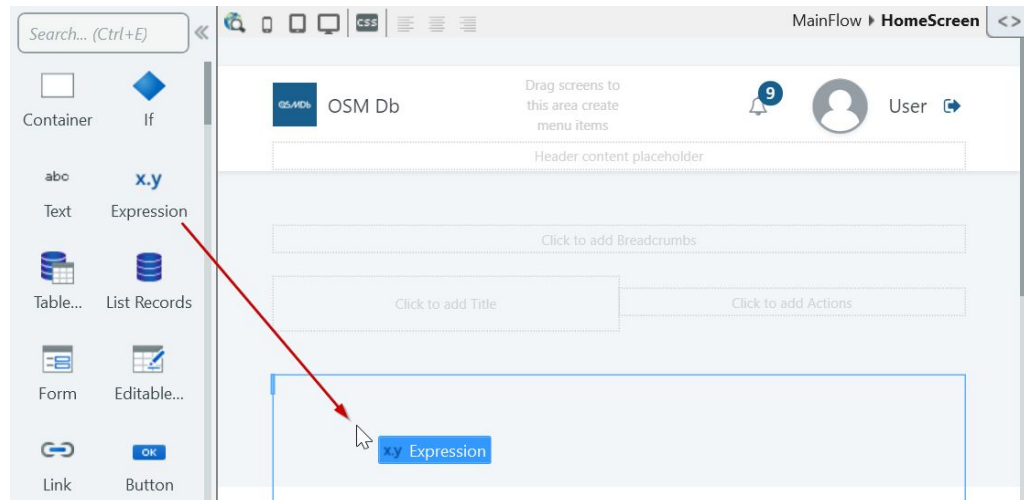 Search... (Ctrl+E)
CSS
MainFlow HomeScreen
<>
Container
If
abc
x.y
Text
Expression
Table...
List Records
Form
Editable...
OK
Link
Button
OSMDb
OSM Db
Drag screens to
this area create
menu items
9
User
Header content placeholder
Click to add Breadcrumbs
Click to add Title
Click to add Actions
x.y Expression